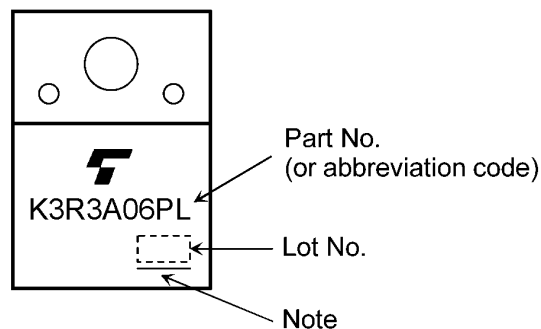 Part No.
(or abbreviation code)
K3R3A06PL
Lot No.
Note